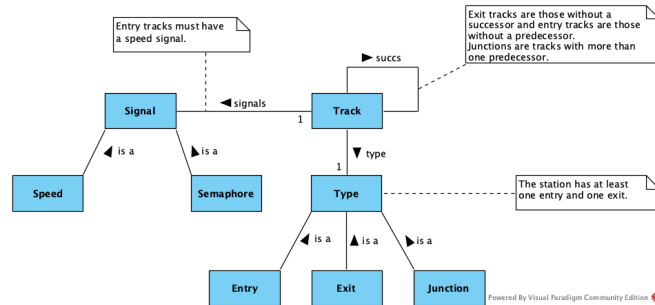 Entry tracks must have
a speed signal.
Exit tracks are those without a
successor and entry tracks are those
without a predecessor.
Junctions are tracks with more than
one predecessor.
succs
Signal
signals
1
Track
is a
is a
type
1
Speed
Semaphore
Type
The station has at least
one entry and one exit.
is a
is a
is a
Entry
Exit
Junction
Powered By Visual Paradigm Community Edition